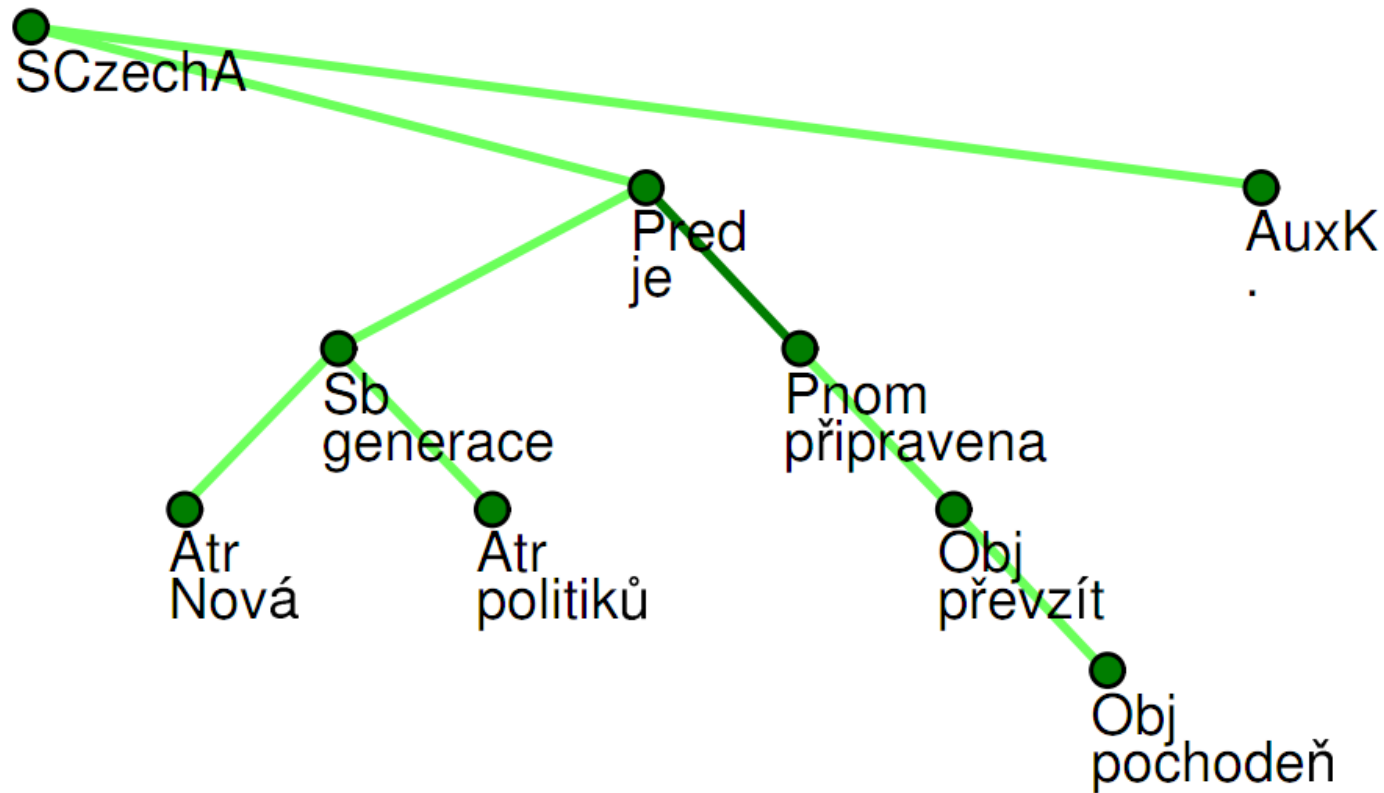 SCzechA
Pred
je
AuxK
.
Sb
generace
Pnom
připravena
Atr
Nová
Atr
politiků
Obj
převzít
Obj
pochodeň